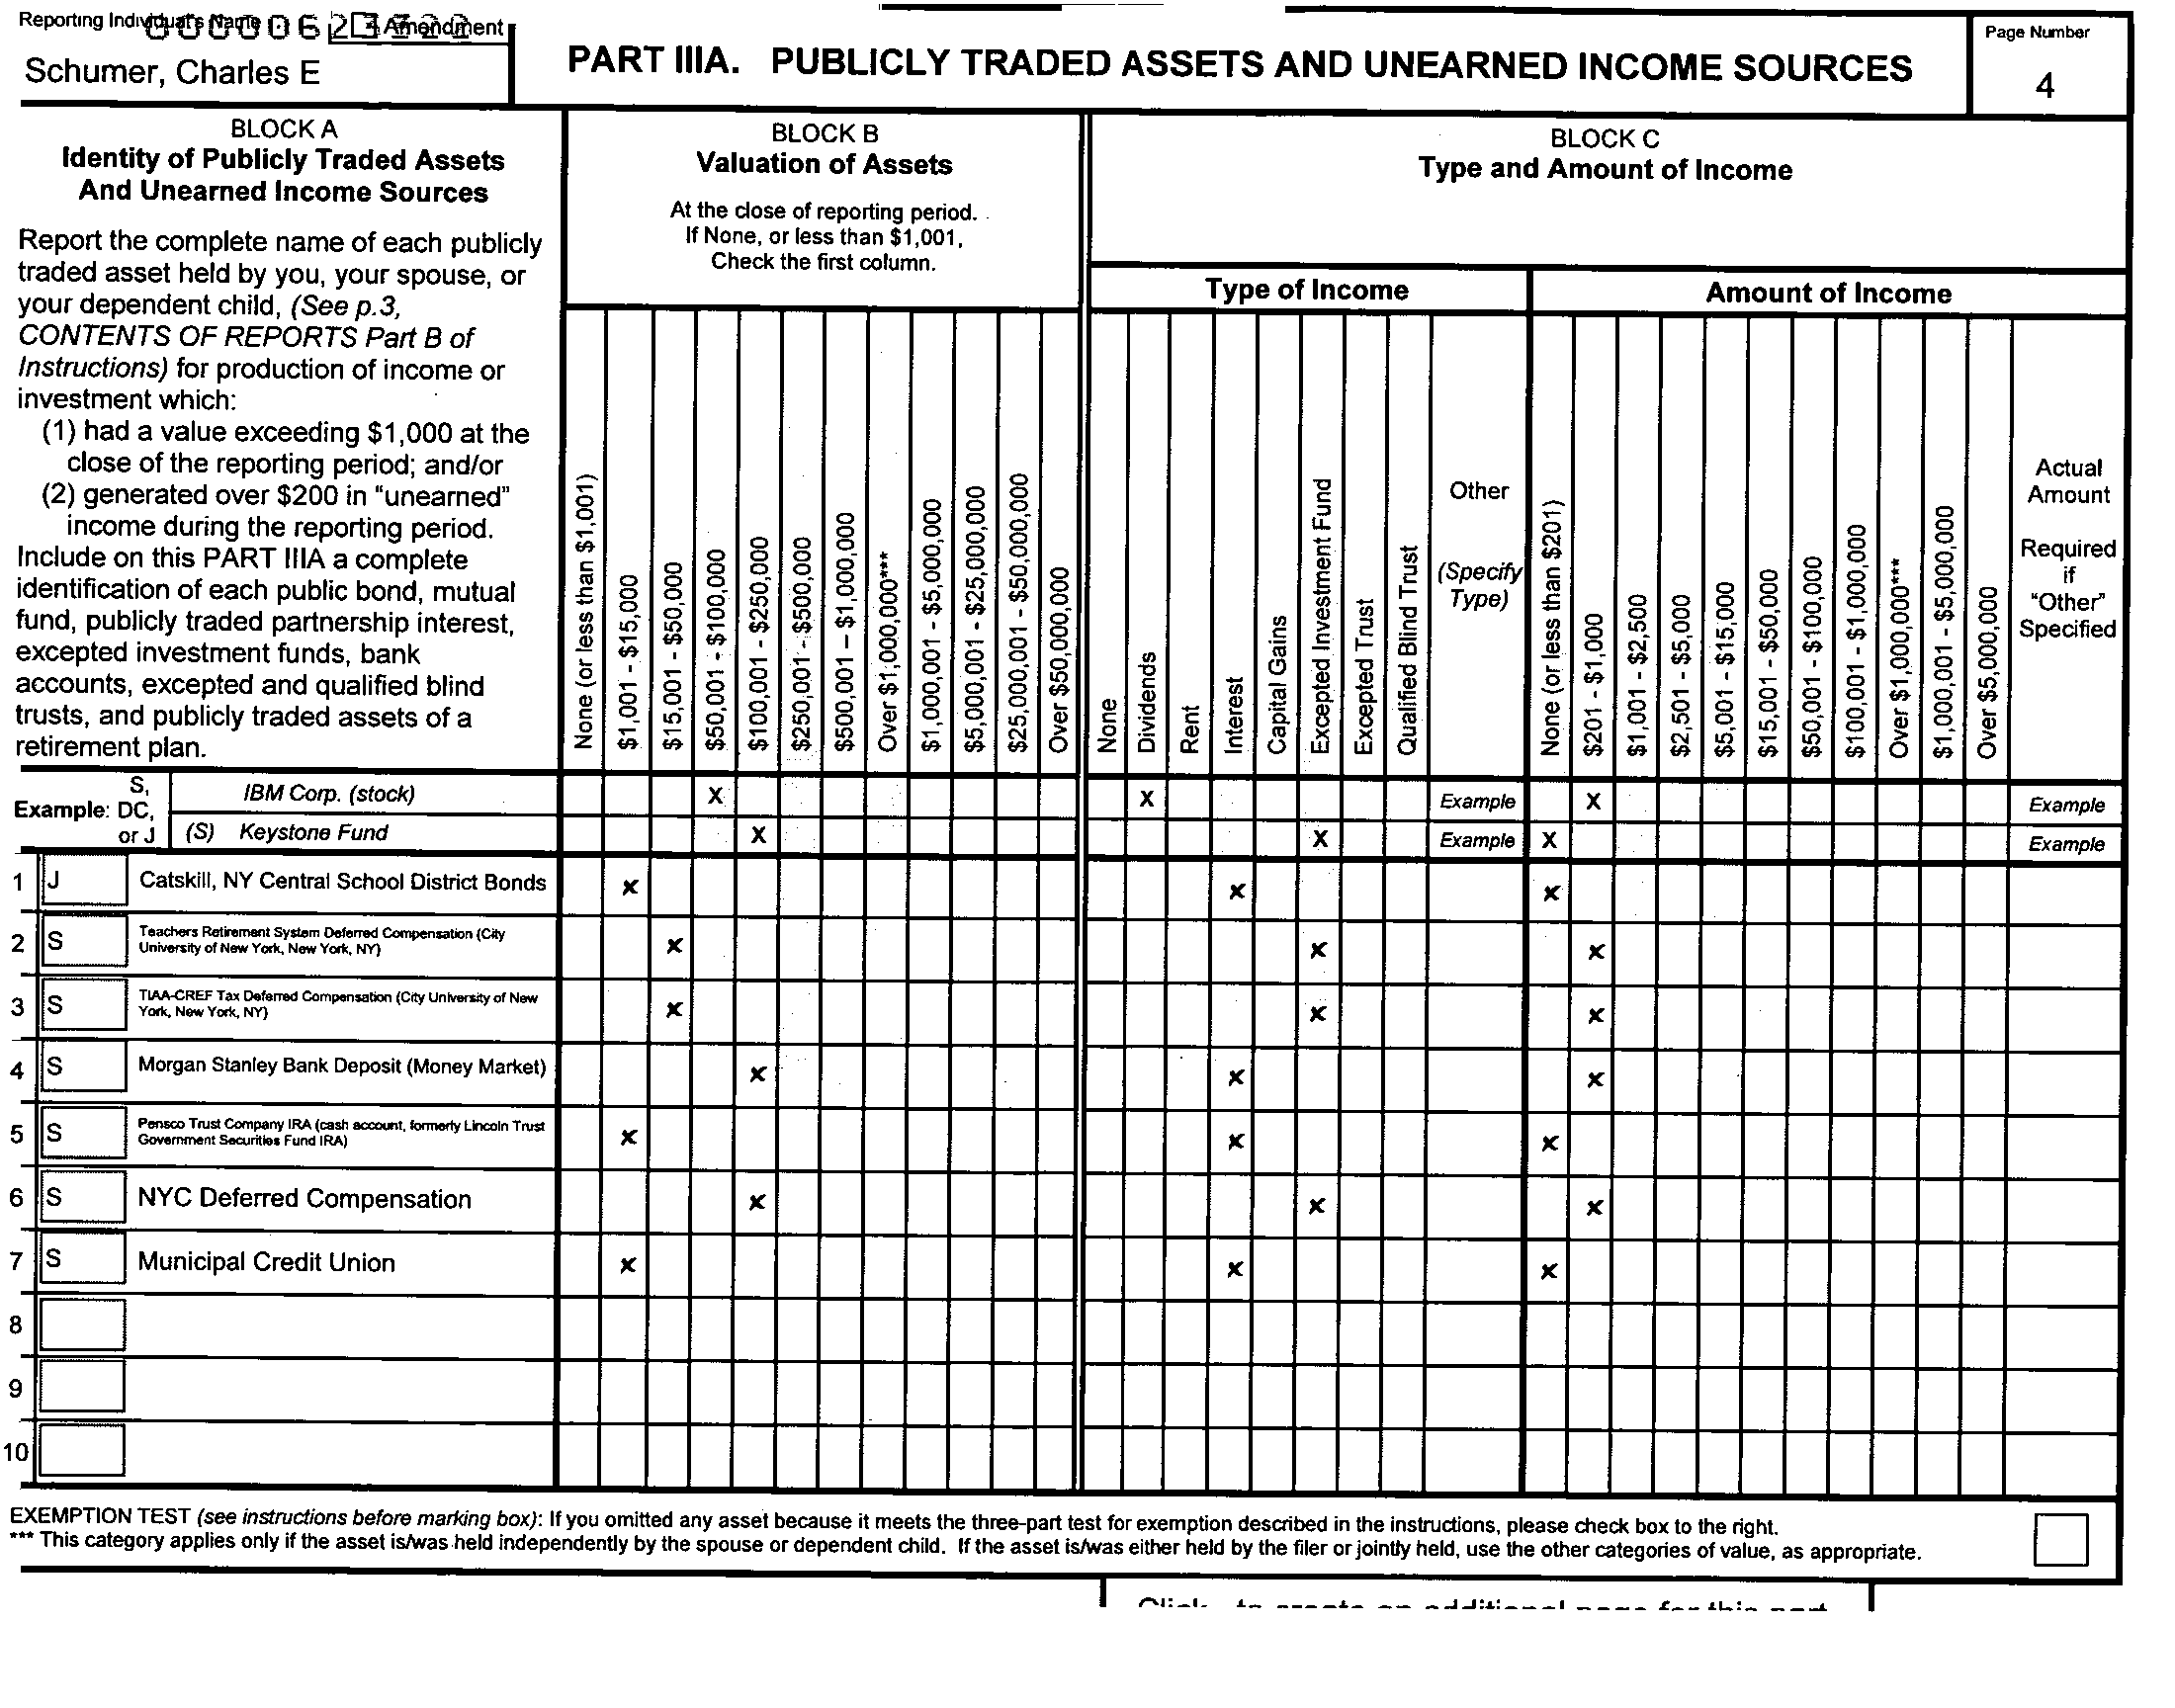 Reporting Individual's Name
Amendment
Schumer, Charles E
PART IIIA. PUBLICLY TRADED ASSETS AND UNEARNED INCOME SOURCES
Page Number
4
BLOCK A
Identity of Publicly Traded Assets
And Unearned Income Sources
Report the complete name of each publicly
traded asset held by you, your spouse, or
your dependent child, (See p.3,
CONTENTS OF REPORTS Part B of
Instructions) for production of income or
investment which:
(1) had a value exceeding $1,000 at the
close of the reporting period; and/or
(2) generated over $200 in "unearned"
income during the reporting period.
Include on this PART IIIA a complete
identification of each public bond, mutual
fund, publicly traded partnership interest,
excepted investment funds, bank
accounts, excepted and qualified blind
trusts, and publicly traded assets of a
retirement plan.
BLOCK B
Valuation of Assets
At the close of reporting period.
If None, or less than $1,001,
Check the first column.
None (or less than $1,001)
$1,001 - $15,000
$15,001 - $50,000
$50,001 - $100,000
$100,001 - $250,000
$250,001 - $500,000
$500,001 – $1,000,000
Over $1,000,000***
$1,000,001 - $5,000,000
$5,000,001 - $25,000,000
$25,000,001 - $50,000,000
Over $50,000,000
BLOCK C
Type and Amount of Income
Type of Income
None
Dividends
Rent
Interest
Capital Gains
Excepted Investment Fund
Excepted Trust
Qualified Blind Trust
Other
(Specify
Type)
Amount of Income
None (or less than $201)
$201 - $1,000
$1,001 - $2,500
$2,501 - $5,000
$5,001 - $15,000
$15,001 - $50,000
$50,001 - $100,000
$100,001 - $1,000,000
Over $1,000,000***
$1,000,001 - $5,000,000
Over $5,000,000
Actual
Amount
Required
if
"Other"
Specified
S,
Example: DC,
or J
IBM Corp. (stock) X X Example X Example
(S) Keystone Fund X X Example X Example
1 J Catskill, NY Central School District Bonds x x x
2 S Teachers Retirement System Deferred Compensation (City
University of New York, New York, NY) x x x
3 S TIAA-CREF Tax Deferred Compensation (City University of New
York, New York, NY) x x x
4 S Morgan Stanley Bank Deposit (Money Market) x x x
5 S Pensco Trust Company IRA (cash account, formerly Lincoln Trust
Government Securities Fund IRA) x x x
6 S NYC Deferred Compensation x x x
7 S Municipal Credit Union x x x
8
9
10
EXEMPTION TEST (see instructions before marking box): If you omitted any asset because it meets the three-part test for exemption described in the instructions, please check box to the right.
*** This category applies only if the asset is/was held independently by the spouse or dependent child. If the asset is/was either held by the filer or jointly held, use the other categories of value, as appropriate.